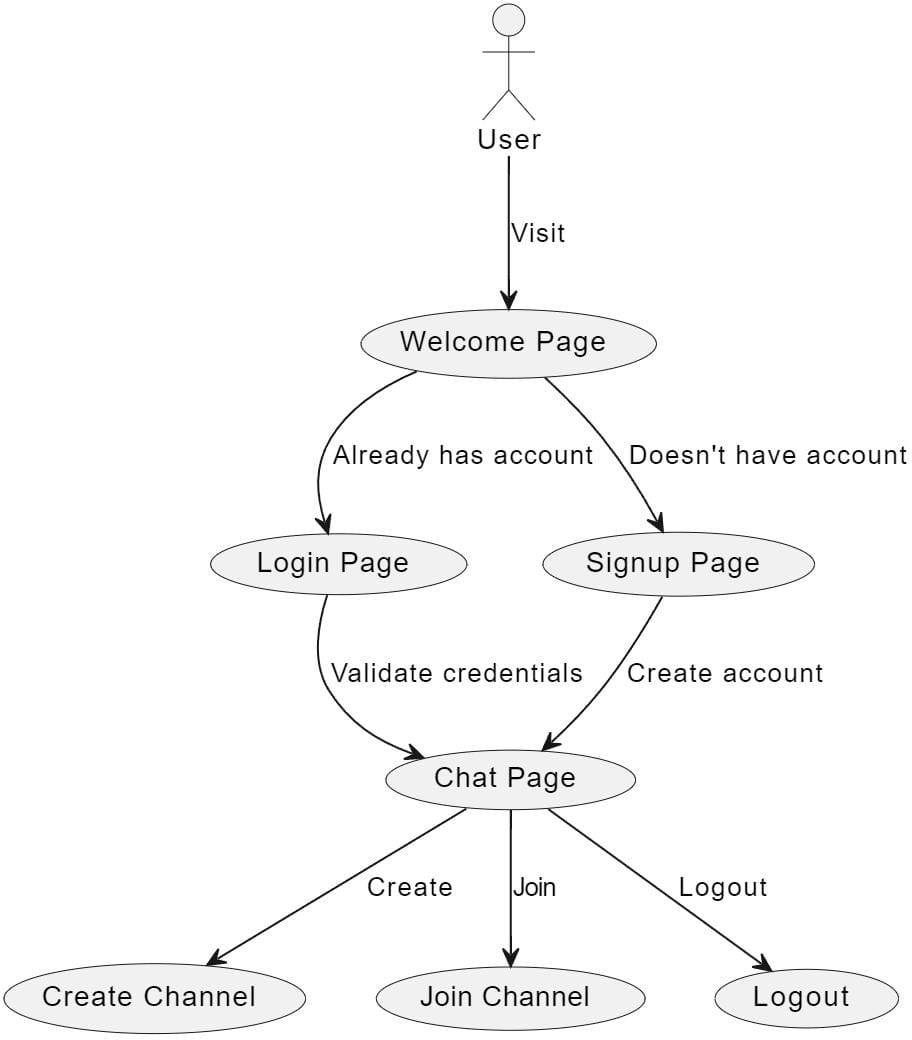 User
Visit
Welcome Page
Already has account
Doesn't have account
Login Page
Signup Page
Validate credentials
Create account
Chat Page
Create
Join
Logout
Create Channel
Join Channel
Logout